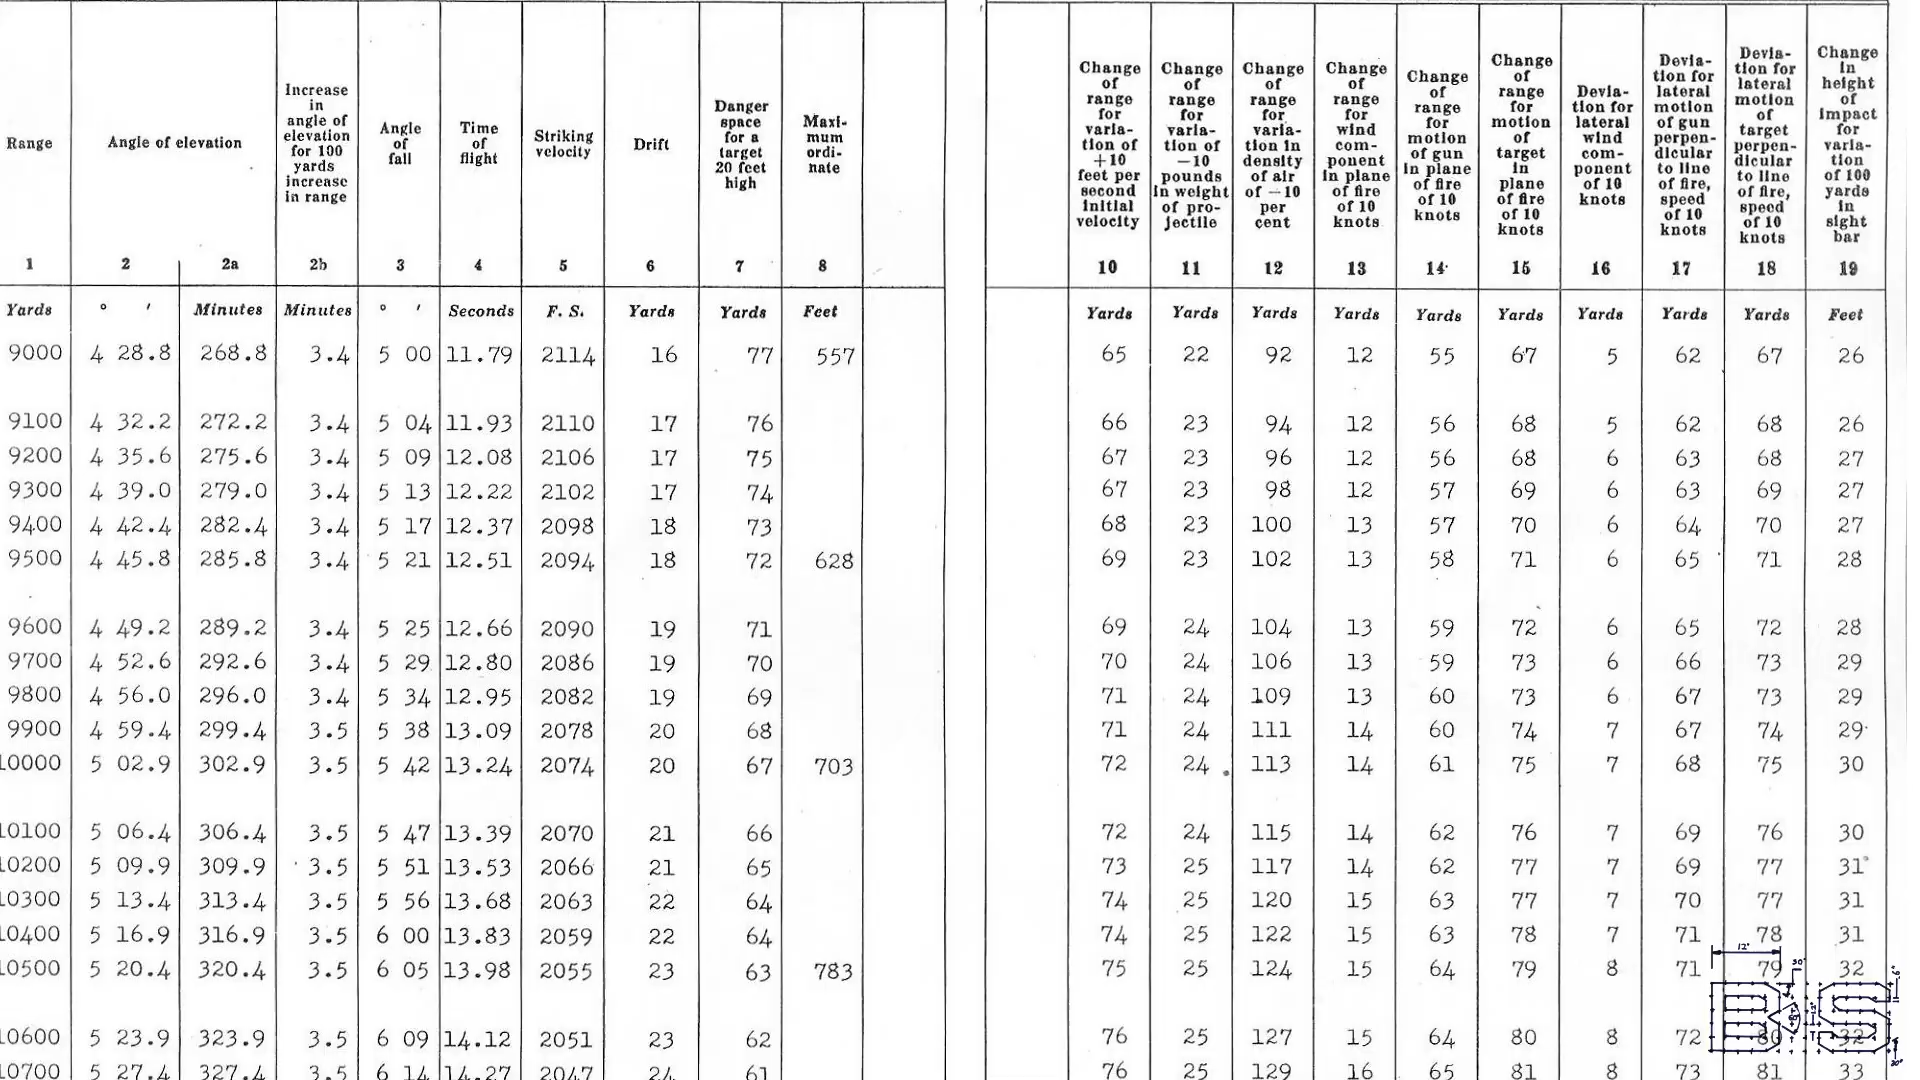 Range Angle of elevation Increase in angle of elevation for 100 yards increase in range Angle of fall Time of flight Striking velocity Drift Danger space for a target 20 feet high Maxi-mum ordi-nate Change of range for varia-tion of +10 feet per second initial velocity Change of range for varia-tion of —10 pounds in weight of pro-jectile Change of range for varia-tion in density of air of —10 per cent Change of range for wind com-ponent in plane of fire of 10 knots Change of range for motion of gun in plane of fire of 10 knots Change of range for motion of target in plane of fire of 10 knots Devia-tion for lateral wind com-ponent of 10 knots Devia-tion for lateral motion of gun perpen-dicular to line of fire, speed of 10 knots Devia-tion for lateral motion of target perpen-dicular to line of fire, speed of 10 knots Change in height of impact for varia-tion of 100 yards in sight bar
1 2 2a 2b 3 4 5 6 7 8 10 11 12 13 14 15 16 17 18 19
Yards ° ′ Minutes Minutes ° ′ Seconds F. S. Yards Yards Feet Yards Yards Yards Yards Yards Yards Yards Yards Yards Feet
9000 4 28.8 268.8 3.4 5 00 11.79 2114 16 77 557 65 22 92 12 55 67 5 62 67 26
9100 4 32.2 272.2 3.4 5 04 11.93 2110 17 76 66 23 94 12 56 68 5 62 68 26
9200 4 35.6 275.6 3.4 5 09 12.08 2106 17 75 67 23 96 12 56 68 6 63 68 27
9300 4 39.0 279.0 3.4 5 13 12.22 2102 17 74 67 23 98 12 57 69 6 63 69 27
9400 4 42.4 282.4 3.4 5 17 12.37 2098 18 73 68 23 100 13 57 70 6 64 70 27
9500 4 45.8 285.8 3.4 5 21 12.51 2094 18 72 628 69 23 102 13 58 71 6 65 71 28
9600 4 49.2 289.2 3.4 5 25 12.66 2090 19 71 69 24 104 13 59 72 6 65 72 28
9700 4 52.6 292.6 3.4 5 29 12.80 2086 19 70 70 24 106 13 59 73 6 66 73 29
9800 4 56.0 296.0 3.4 5 34 12.95 2082 19 69 71 24 109 13 60 73 6 67 73 29
9900 4 59.4 299.4 3.5 5 38 13.09 2078 20 68 71 24 111 14 60 74 7 67 74 29
10000 5 02.9 302.9 3.5 5 42 13.24 2074 20 67 703 72 24 113 14 61 75 7 68 75 30
10100 5 06.4 306.4 3.5 5 47 13.39 2070 21 66 72 24 115 14 62 76 7 69 76 30
10200 5 09.9 309.9 3.5 5 51 13.53 2066 21 65 73 25 117 14 62 77 7 69 77 31
10300 5 13.4 313.4 3.5 5 56 13.68 2063 22 64 74 25 120 15 63 77 7 70 77 31
10400 5 16.9 316.9 3.5 6 00 13.83 2059 22 64 74 25 122 15 63 78 7 71 78 31
10500 5 20.4 320.4 3.5 6 05 13.98 2055 23 63 783 75 25 124 15 64 79 8 71 79 32
10600 5 23.9 323.9 3.5 6 09 14.12 2051 23 62 76 25 127 15 64 80 8 72 80 32
10700 5 27.4 327.4 3.5 6 14 14.27 2047 24 61 76 25 129 16 65 81 8 73 81 33